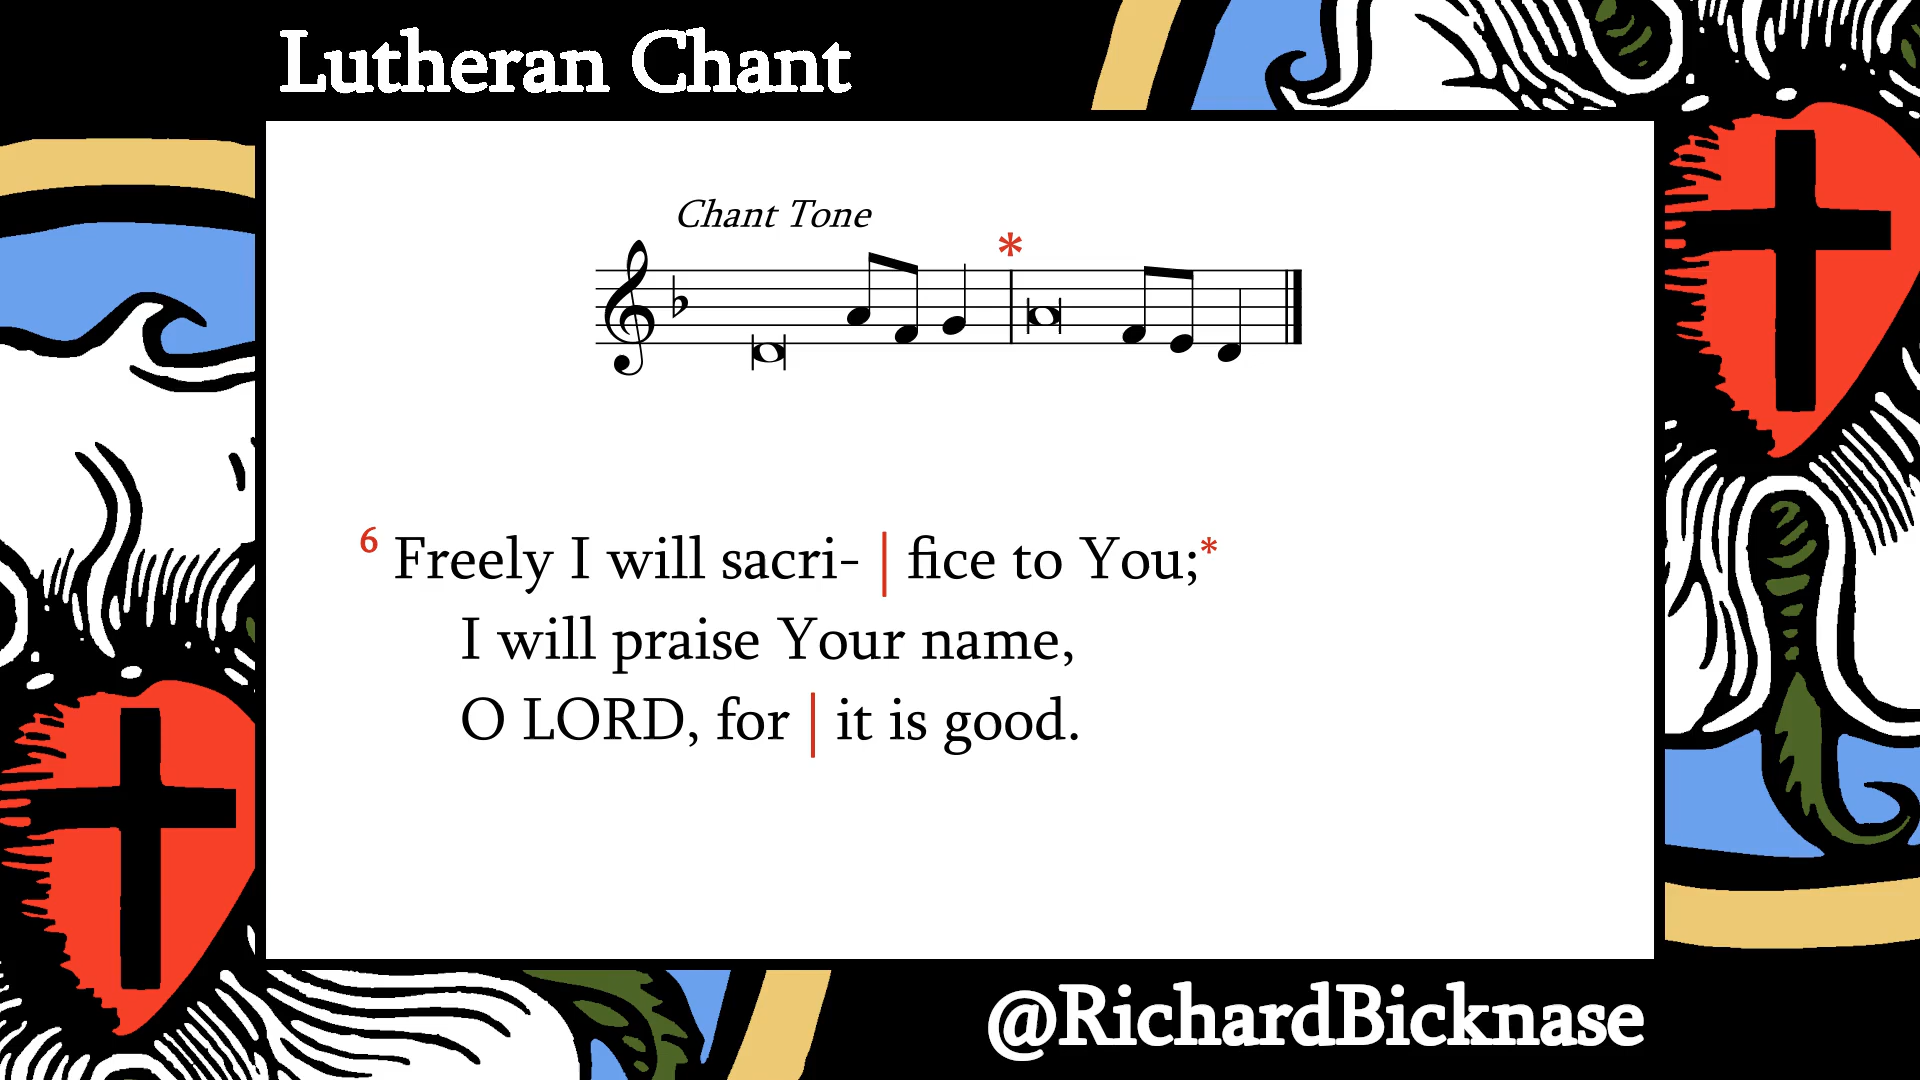 Lutheran Chant
Chant Tone
*
6 Freely I will sacri- | fice to You;*
I will praise Your name,
O LORD, for | it is good.
@RichardBicknase